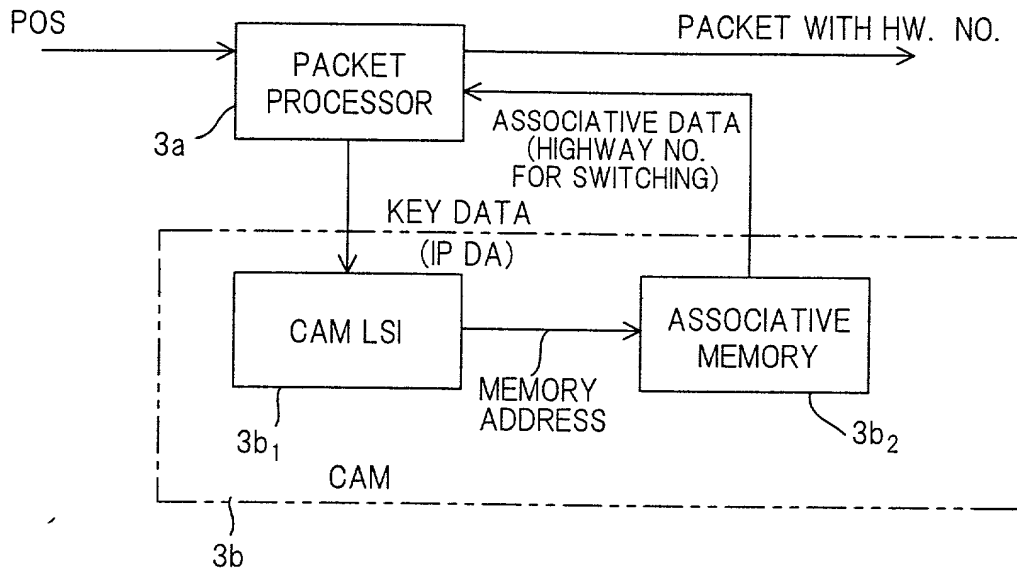 POS
PACKET WITH HW. NO.
PACKET
PROCESSOR
3a
ASSOCIATIVE DATA
(HIGHWAY NO.
FOR SWITCHING)
KEY DATA
(IP DA)
CAM LSI
ASSOCIATIVE
MEMORY
MEMORY
ADDRESS
3b1
3b2
CAM
3b